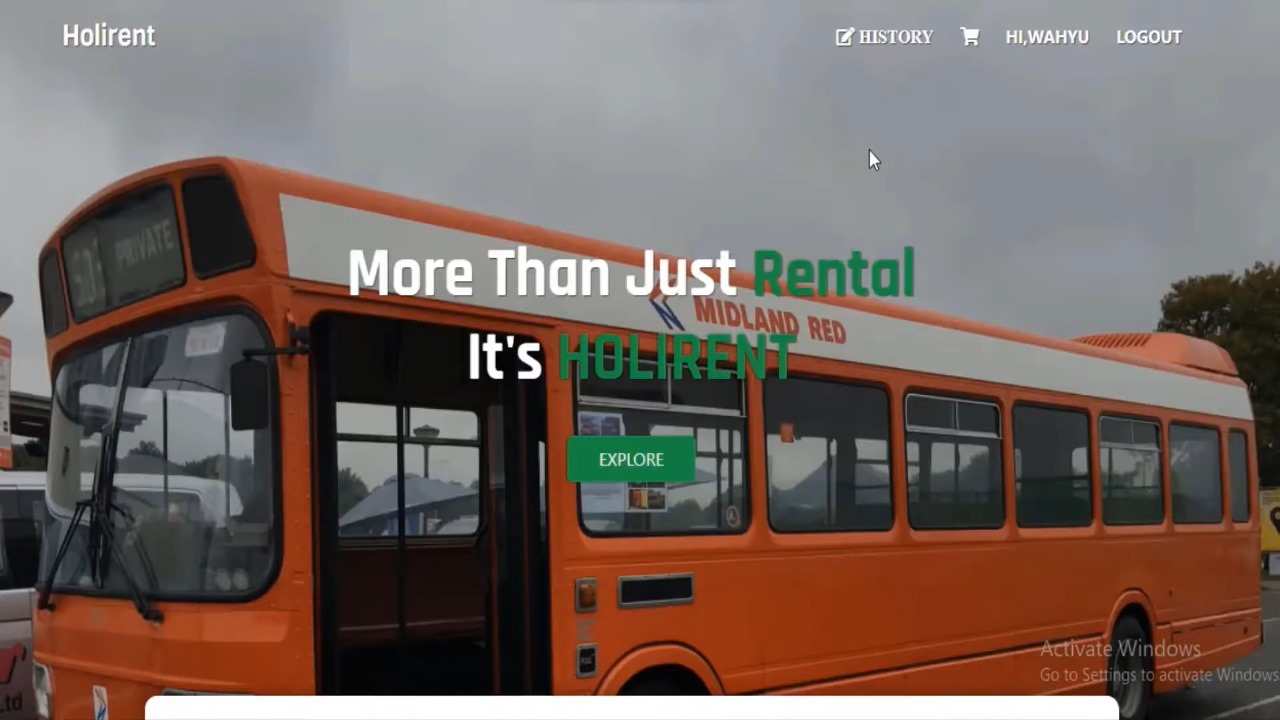 Holirent
HISTORY
HI,WAHYU
LOGOUT
PRIVATE
More Than Just Rental
MIDLAND RED
It's HOLIRENT
EXPLORE
Activate Windows
Go to Settings to activate Windows
Ltd